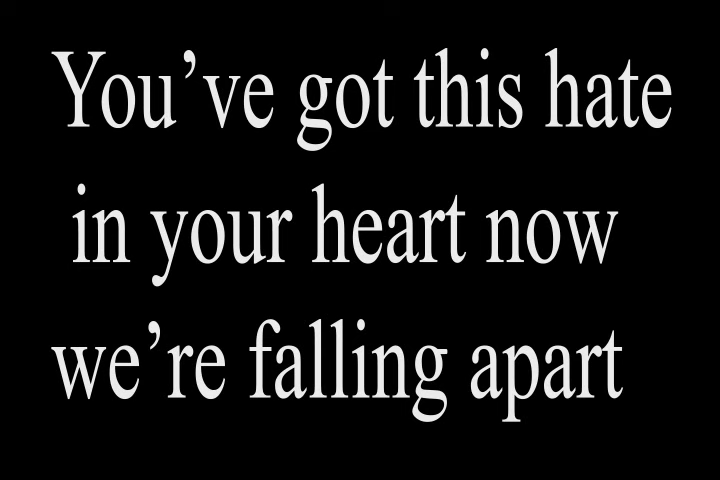 You’ve got this hate
in your heart now
we’re falling apart